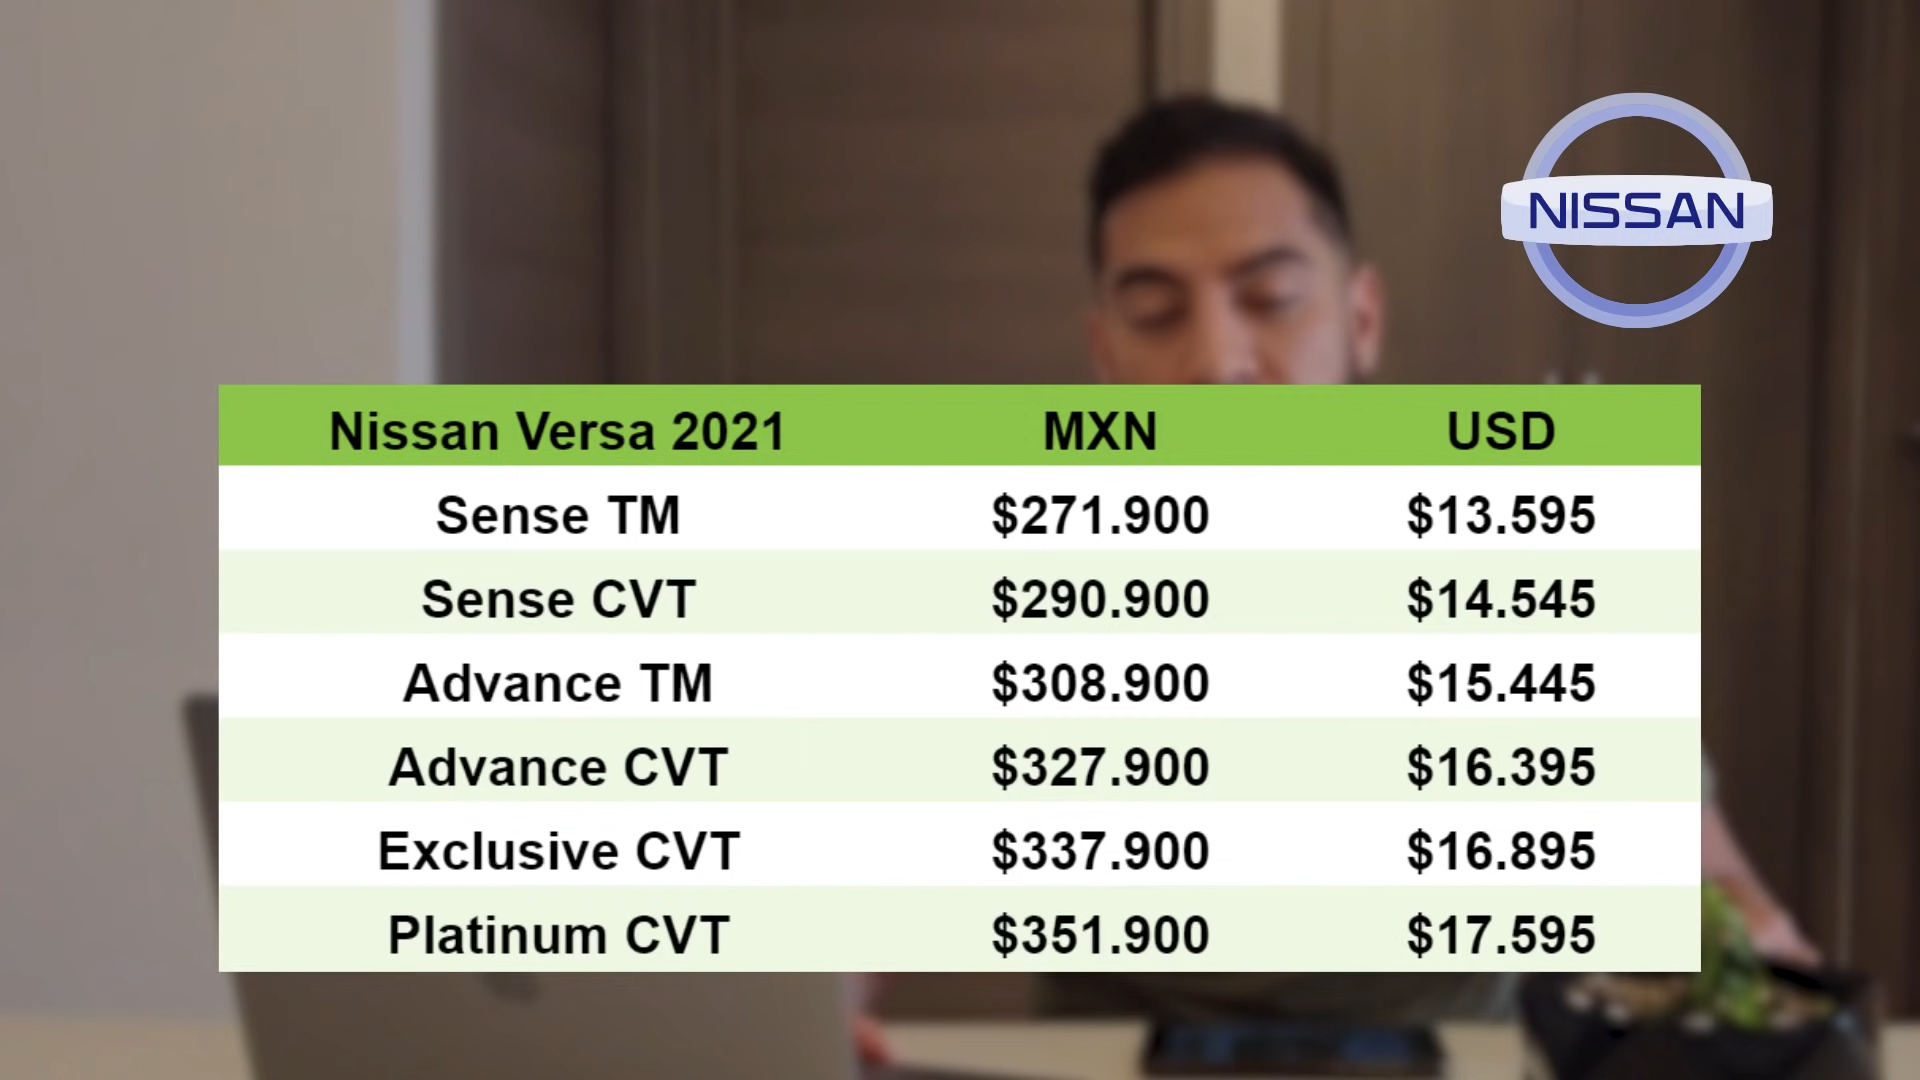 NISSAN
Nissan Versa 2021 MXN USD
Sense TM $271.900 $13.595
Sense CVT $290.900 $14.545
Advance TM $308.900 $15.445
Advance CVT $327.900 $16.395
Exclusive CVT $337.900 $16.895
Platinum CVT $351.900 $17.595